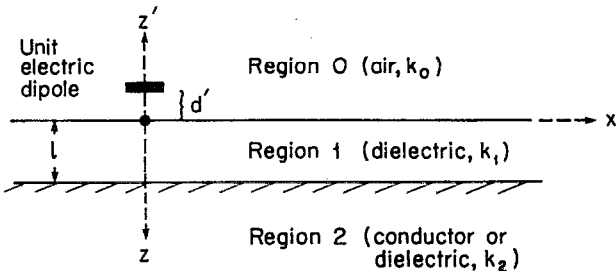 z'
Unit
electric
dipole
Region 0 (air, k₀)
d'
x
l
Region 1 (dielectric, k₁)
z
Region 2 (conductor or
dielectric, k₂)